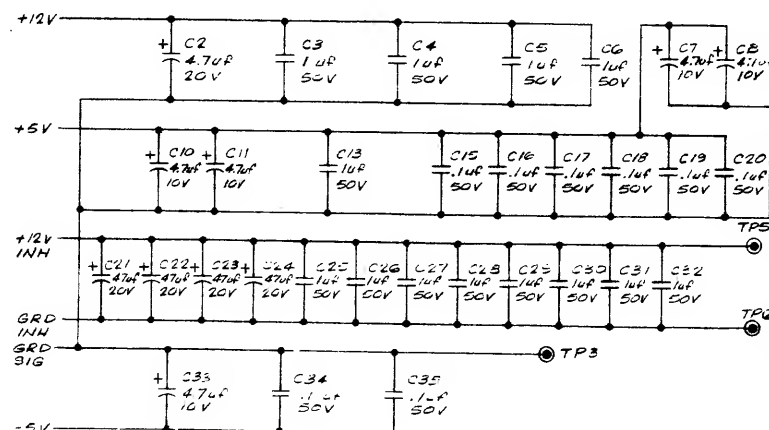 +12V
+ C2 4.7uf 20V
C3 1uf 50V
C4 1uf 50V
C5 1uf 50V
C6 1uf 50V
+ C7 4.7uf 10V
+ C8 10V
+5V
+ C10 4.7uf 10V
+ C11 4.7uf 10V
C13 .1uf 50V
C15 .1uf 50V
C16 .1uf 50V
C17 .1uf 50V
C18 .1uf 50V
C19 .1uf 50V
C20 .1uf 50V
TP5
+12V INH
+ C21 47uf 20V
+ C22 47uf 20V
+ C23 47uf 20V
+ C24 47uf 20V
C25 1uf 50V
C26 1uf 50V
C27 1uf 50V
C28 1uf 50V
C29 1uf 50V
C30 1uf 50V
C31 1uf 50V
C32 1uf 50V
GRD INH
TP6
GRD SIG
TP3
+ C33 4.7uf 10V
C34 .1uf 50V
C35 .1uf 50V
-5V